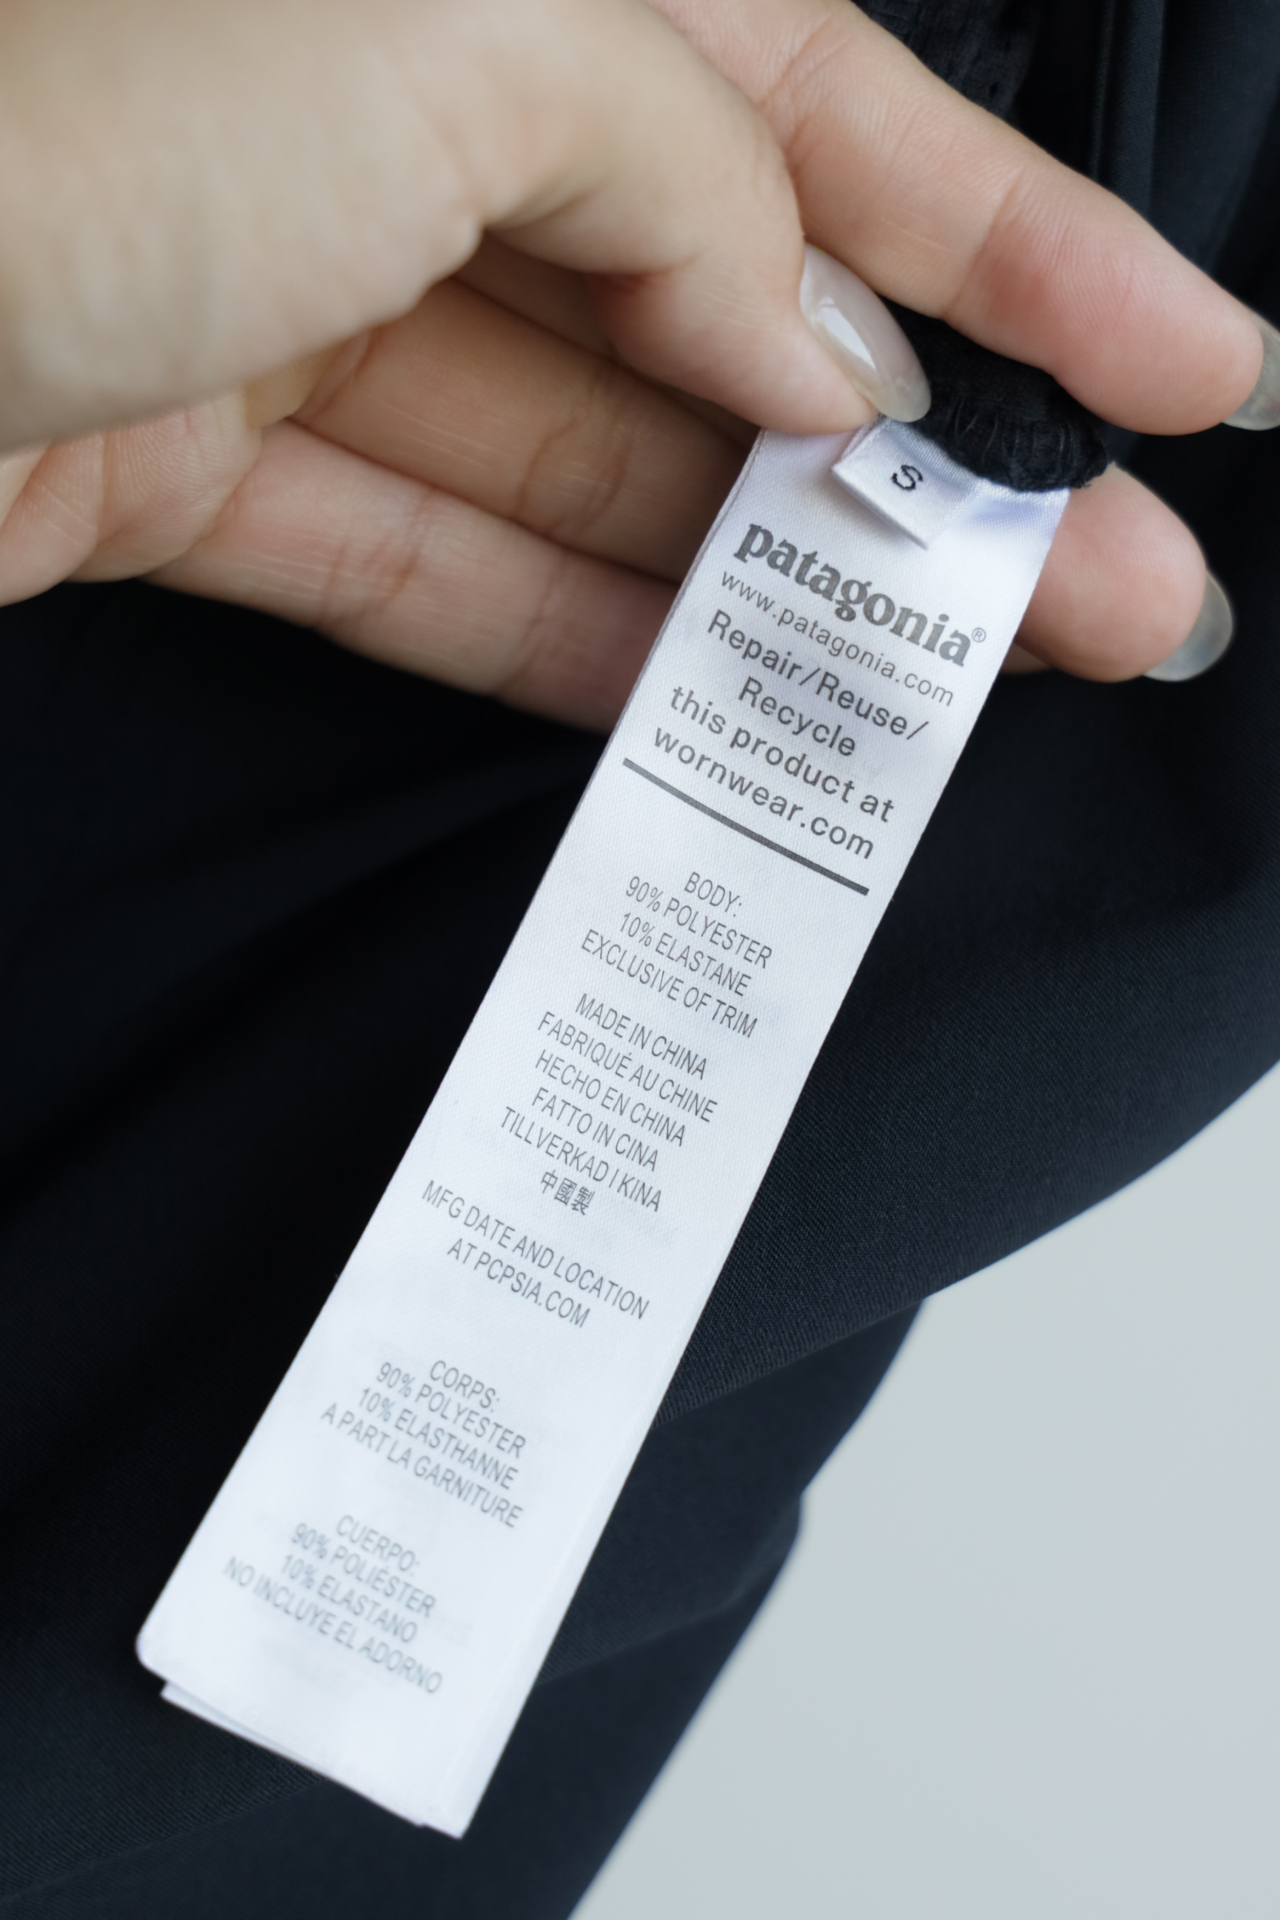 S
patagonia®
www.patagonia.com
Repair/Reuse/
Recycle
this product at
wornwear.com
BODY:
90% POLYESTER
10% ELASTANE
EXCLUSIVE OF TRIM
MADE IN CHINA
FABRIQUÉ AU CHINE
HECHO EN CHINA
FATTO IN CINA
TILLVERKAD I KINA
中國製
MFG DATE AND LOCATION
AT PCPSIA.COM
CORPS:
90% POLYESTER
10% ELASTHANNE
A PART LA GARNITURE
CUERPO:
90% POLIÉSTER
10% ELASTANO
NO INCLUYE EL ADORNO